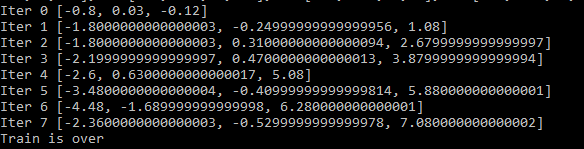 Iter 0 [-0.8, 0.03, -0.12]
Iter 1 [-1.8000000000000003, -0.24999999999999956, 1.08]
Iter 2 [-1.8000000000000003, 0.31000000000000094, 2.6799999999999997]
Iter 3 [-2.1999999999999997, 0.4700000000000013, 3.8799999999999994]
Iter 4 [-2.6, 0.6300000000000017, 5.08]
Iter 5 [-3.4800000000000004, -0.40999999999999814, 5.880000000000001]
Iter 6 [-4.48, -1.689999999999998, 6.280000000000001]
Iter 7 [-2.3600000000000003, -0.5299999999999978, 7.080000000000002]
Train is over